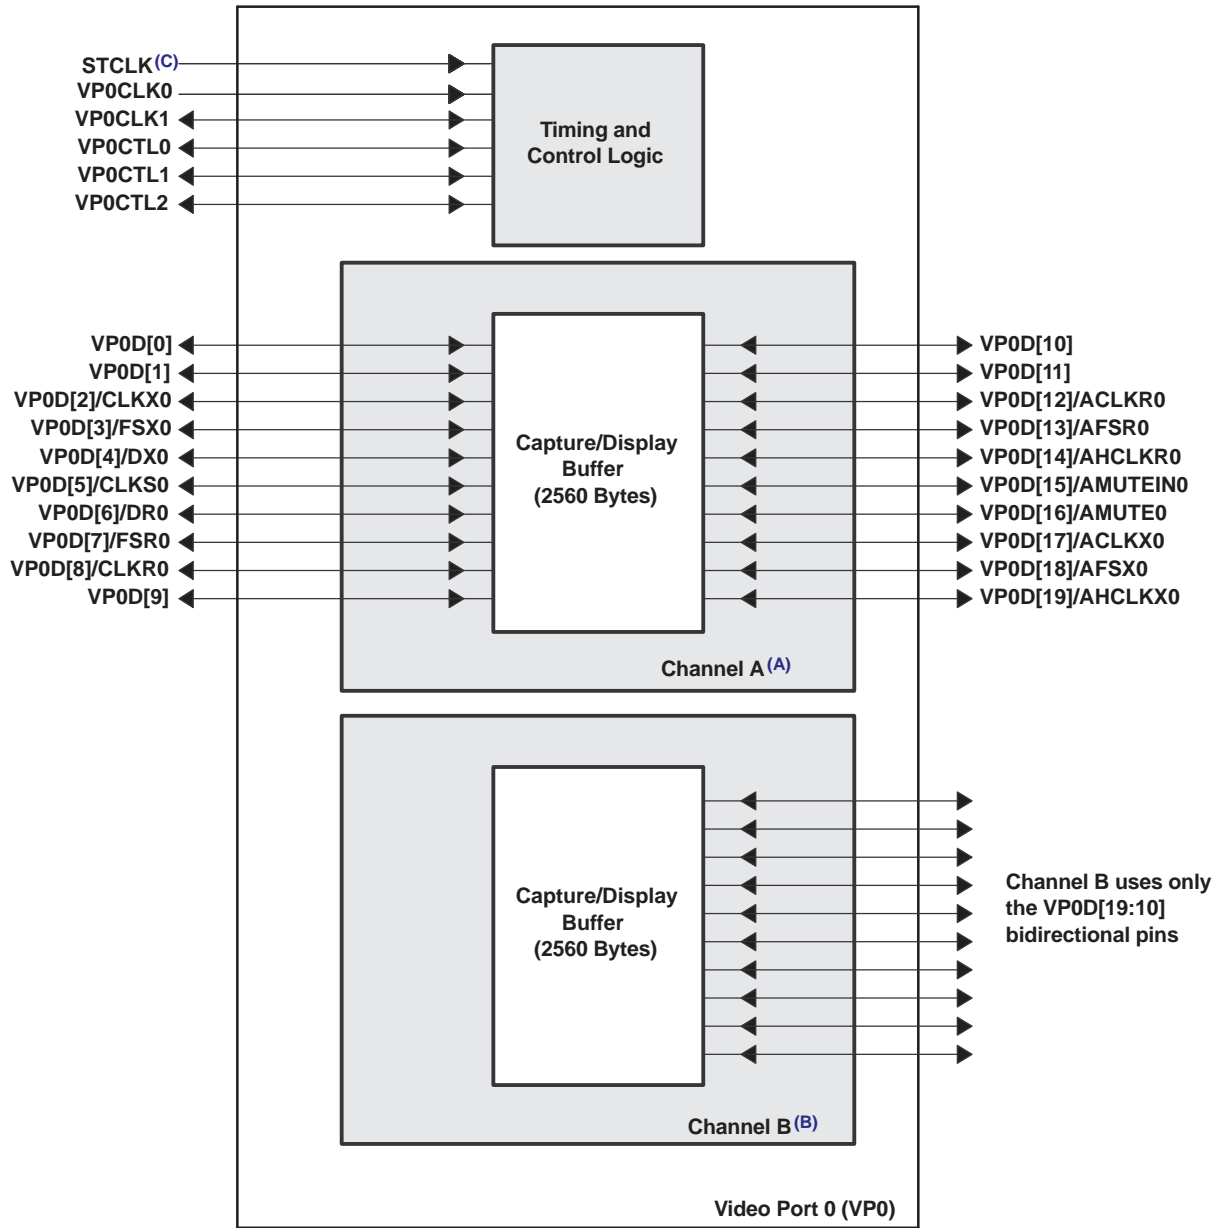 STCLK(C)
VP0CLK0
VP0CLK1
VP0CTL0
VP0CTL1
VP0CTL2
Timing and
Control Logic
VP0D[0]
VP0D[1]
VP0D[2]/CLKX0
VP0D[3]/FSX0
VP0D[4]/DX0
VP0D[5]/CLKS0
VP0D[6]/DR0
VP0D[7]/FSR0
VP0D[8]/CLKR0
VP0D[9]
Capture/Display
Buffer
(2560 Bytes)
VP0D[10]
VP0D[11]
VP0D[12]/ACLKR0
VP0D[13]/AFSR0
VP0D[14]/AHCLKR0
VP0D[15]/AMUTEIN0
VP0D[16]/AMUTE0
VP0D[17]/ACLKX0
VP0D[18]/AFSX0
VP0D[19]/AHCLKX0
Channel A(A)
Capture/Display
Buffer
(2560 Bytes)
Channel B uses only
the VP0D[19:10]
bidirectional pins
Channel B(B)
Video Port 0 (VP0)